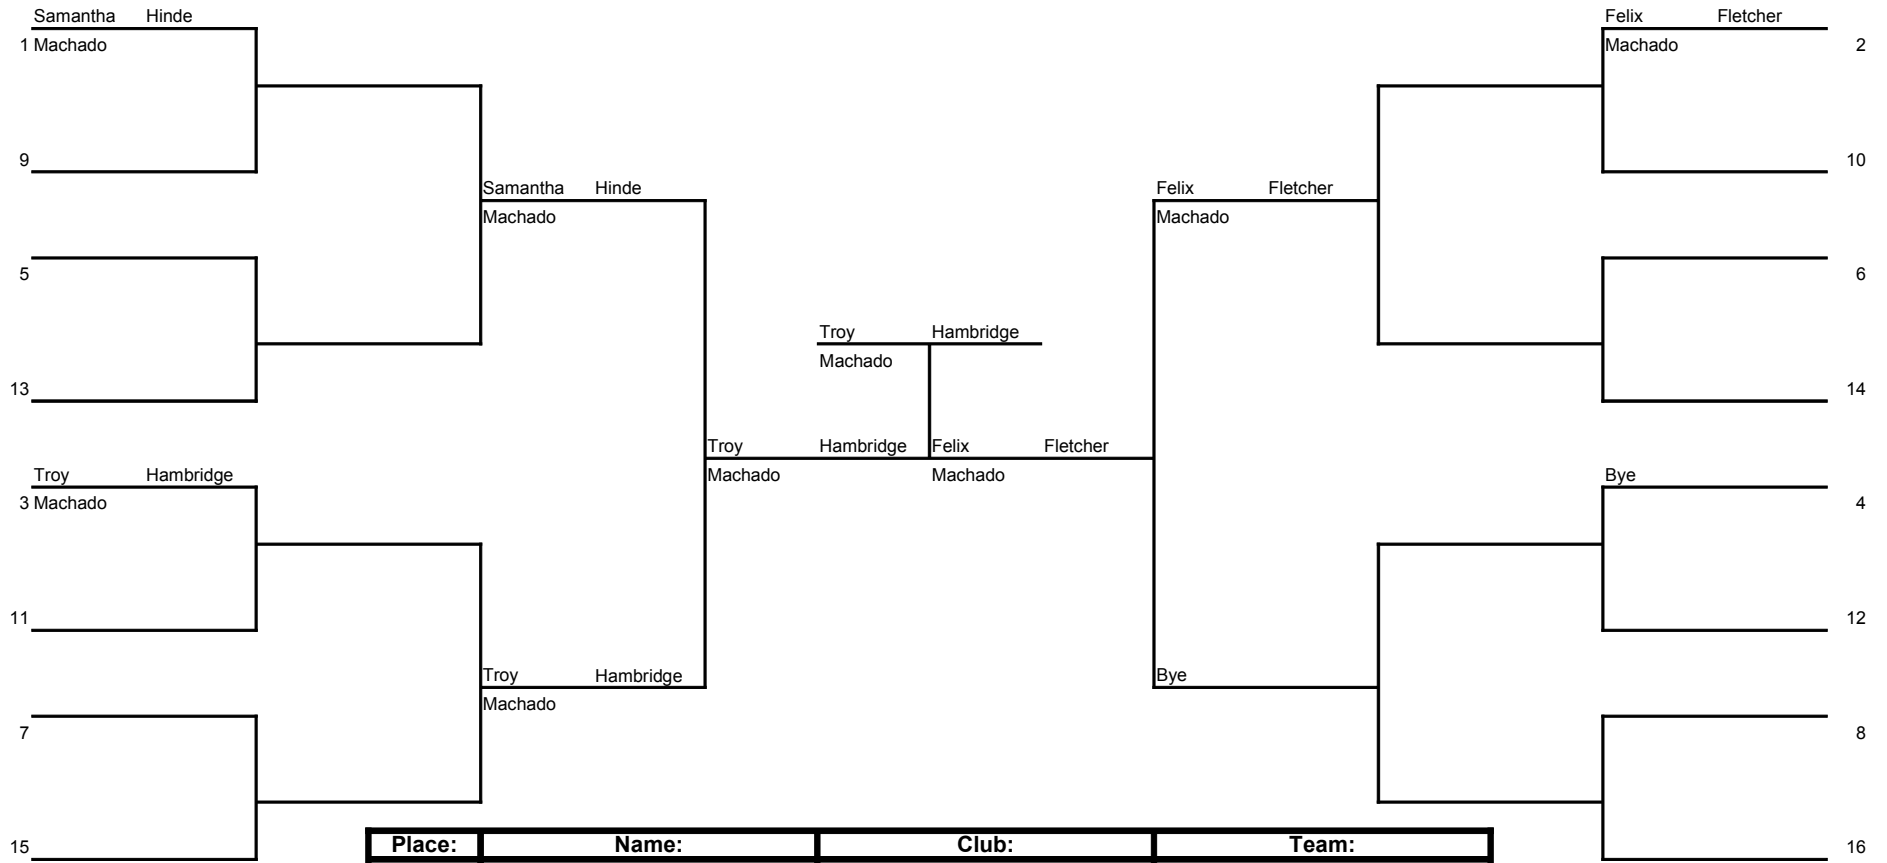 Samantha Hinde
1 Machado
9
5
13
Troy Hambridge
3 Machado
11
7
15
Samantha Hinde
Machado
Troy Hambridge
Machado
Troy Hambridge
Machado
Troy Hambridge
Machado
Felix Fletcher
Machado
Felix Fletcher
Machado
Bye
Felix Fletcher
Machado 2
10
6
14
Bye
4
12
8
16
Place: Name: Club: Team: